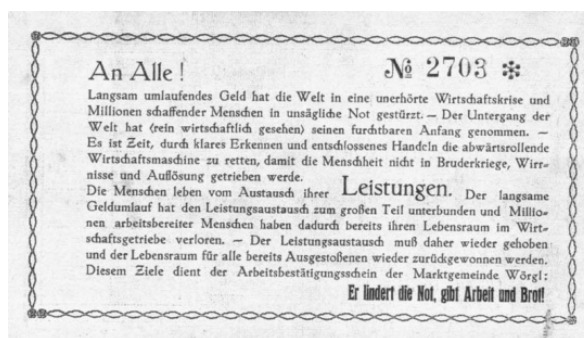 An Alle !
№ 2703 ✻
Langsam umlaufendes Geld hat die Welt in eine unerhörte Wirtschaftskrise und
Millionen schaffender Menschen in unsägliche Not gestürzt. — Der Untergang der
Welt hat (rein wirtschaftlich gesehen) seinen furchtbaren Anfang genommen. —
Es ist Zeit, durch klares Erkennen und entschlossenes Handeln die abwärtsrollende
Wirtschaftsmaschine zu retten, damit die Menschheit nicht in Bruderkriege, Wirr-
nisse und Auflösung getrieben werde.
Die Menschen leben vom Austausch ihrer Leistungen. Der langsame
Geldumlauf hat den Leistungsaustausch zum großen Teil unterbunden und Millio-
nen arbeitsbereiter Menschen haben dadurch bereits ihren Lebensraum im Wirt-
schaftsgetriebe verloren. — Der Leistungsaustausch muß daher wieder gehoben
und der Lebensraum für alle bereits Ausgestoßenen wieder zurückgewonnen werden.
Diesem Ziele dient der Arbeitsbestätigungsschein der Marktgemeinde Wörgl:
Er lindert die Not, gibt Arbeit und Brot!